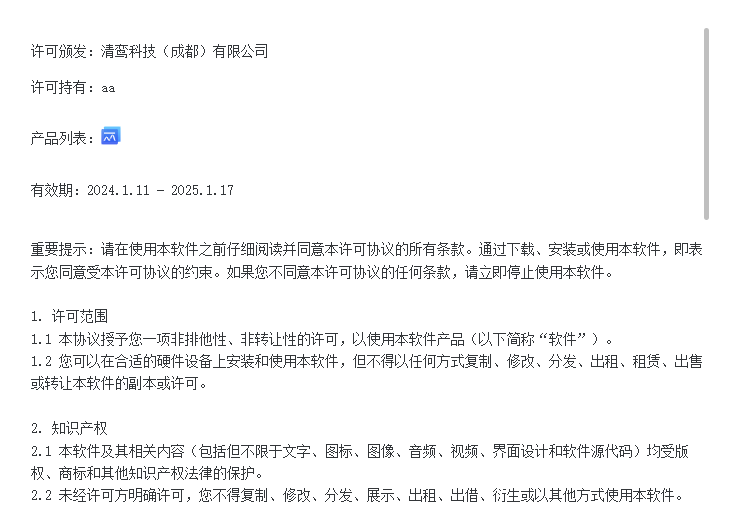 许可颁发：清鸾科技（成都）有限公司
许可持有：aa
产品列表：
有效期：2024.1.11 - 2025.1.17
重要提示：请在使用本软件之前仔细阅读并同意本许可协议的所有条款。通过下载、安装或使用本软件，即表
示您同意受本许可协议的约束。如果您不同意本许可协议的任何条款，请立即停止使用本软件。
1. 许可范围
1.1 本协议授予您一项非排他性、非转让性的许可，以使用本软件产品（以下简称“软件”）。
1.2 您可以在合适的硬件设备上安装和使用本软件，但不得以任何方式复制、修改、分发、出租、租赁、出售
或转让本软件的副本或许可。
2. 知识产权
2.1 本软件及其相关内容（包括但不限于文字、图标、图像、音频、视频、界面设计和软件源代码）均受版
权、商标和其他知识产权法律的保护。
2.2 未经许可方明确许可，您不得复制、修改、分发、展示、出租、出借、衍生或以其他方式使用本软件。